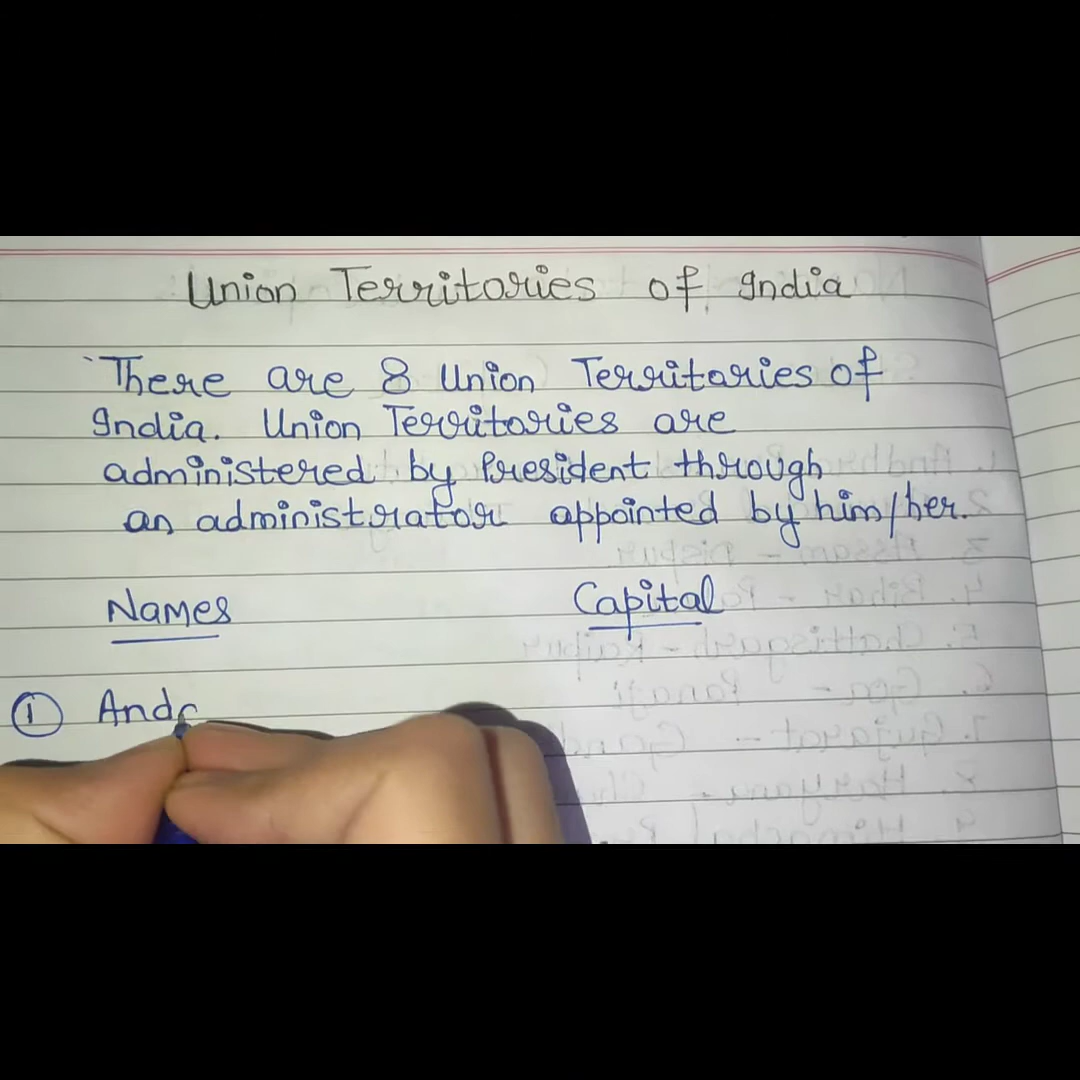 Union Territories of India
There are 8 Union Territories of
India. Union Territories are
administered by President through
an administrator appointed by him/her.
Names Capital
① And